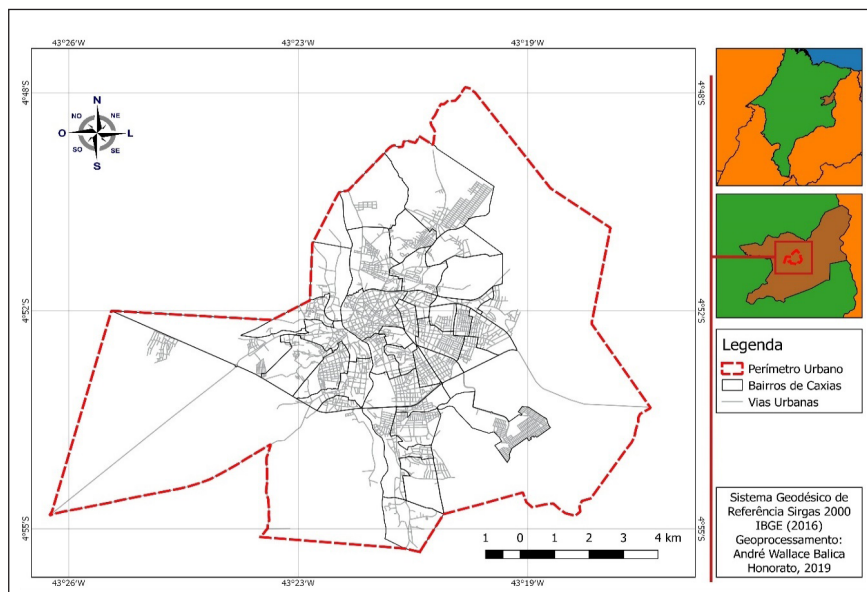 43°26'W 43°23'W 43°19'W
4°48'S 4°48'S
N
NO NE
O L
SO SE
S
4°52'S 4°52'S
4°55'S 4°55'S
1 0 1 2 3 4 km
43°26'W 43°23'W 43°19'W
Legenda
Perímetro Urbano
Bairros de Caxias
Vias Urbanas
Sistema Geodésico de
Referência Sirgas 2000
IBGE (2016)
Geoprocessamento:
André Wallace Balica
Honorato, 2019